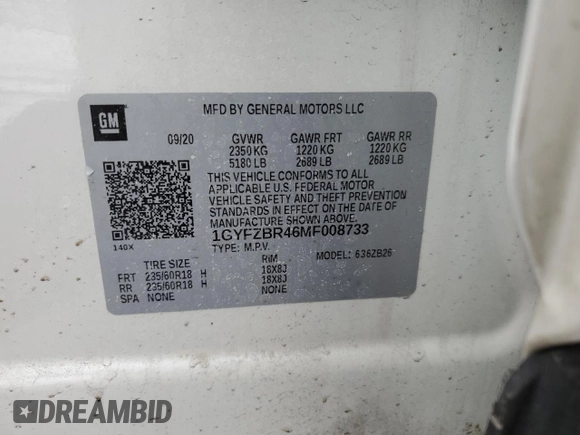 GM
MFD BY GENERAL MOTORS LLC
09/20 GVWR GAWR FRT GAWR RR
2350 KG 1220 KG 1220 KG
5180 LB 2689 LB 2689 LB
THIS VEHICLE CONFORMS TO ALL
APPLICABLE U.S. FEDERAL MOTOR
VEHICLE SAFETY AND THEFT PREVENTION
STANDARDS IN EFFECT ON THE DATE OF
MANUFACTURE SHOWN ABOVE.
1GYFZBR46MF008733
140X TYPE: M.P.V. MODEL: 636ZB26
TIRE SIZE RIM
FRT 235/60R18 H 18X8J
RR 235/60R18 H 18X8J
SPA NONE NONE
DREAMBID